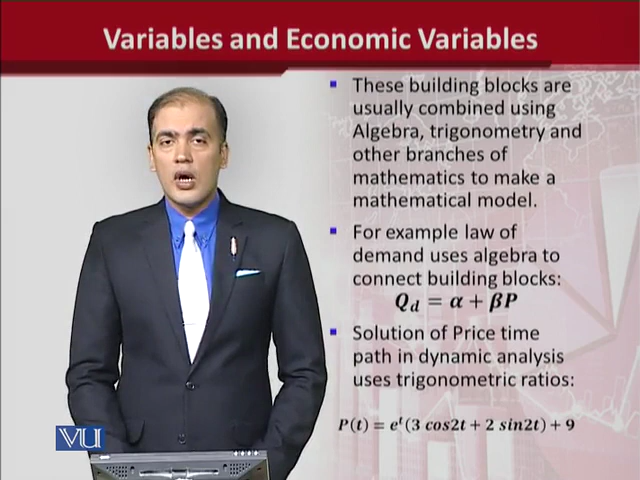 Variables and Economic Variables
These building blocks are
usually combined using
Algebra, trigonometry and
other branches of
mathematics to make a
mathematical model.
For example law of
demand uses algebra to
connect building blocks:
Q_d = α + βP
Solution of Price time
path in dynamic analysis
uses trigonometric ratios:
P(t) = e^t(3 cos2t + 2 sin2t) + 9
VU